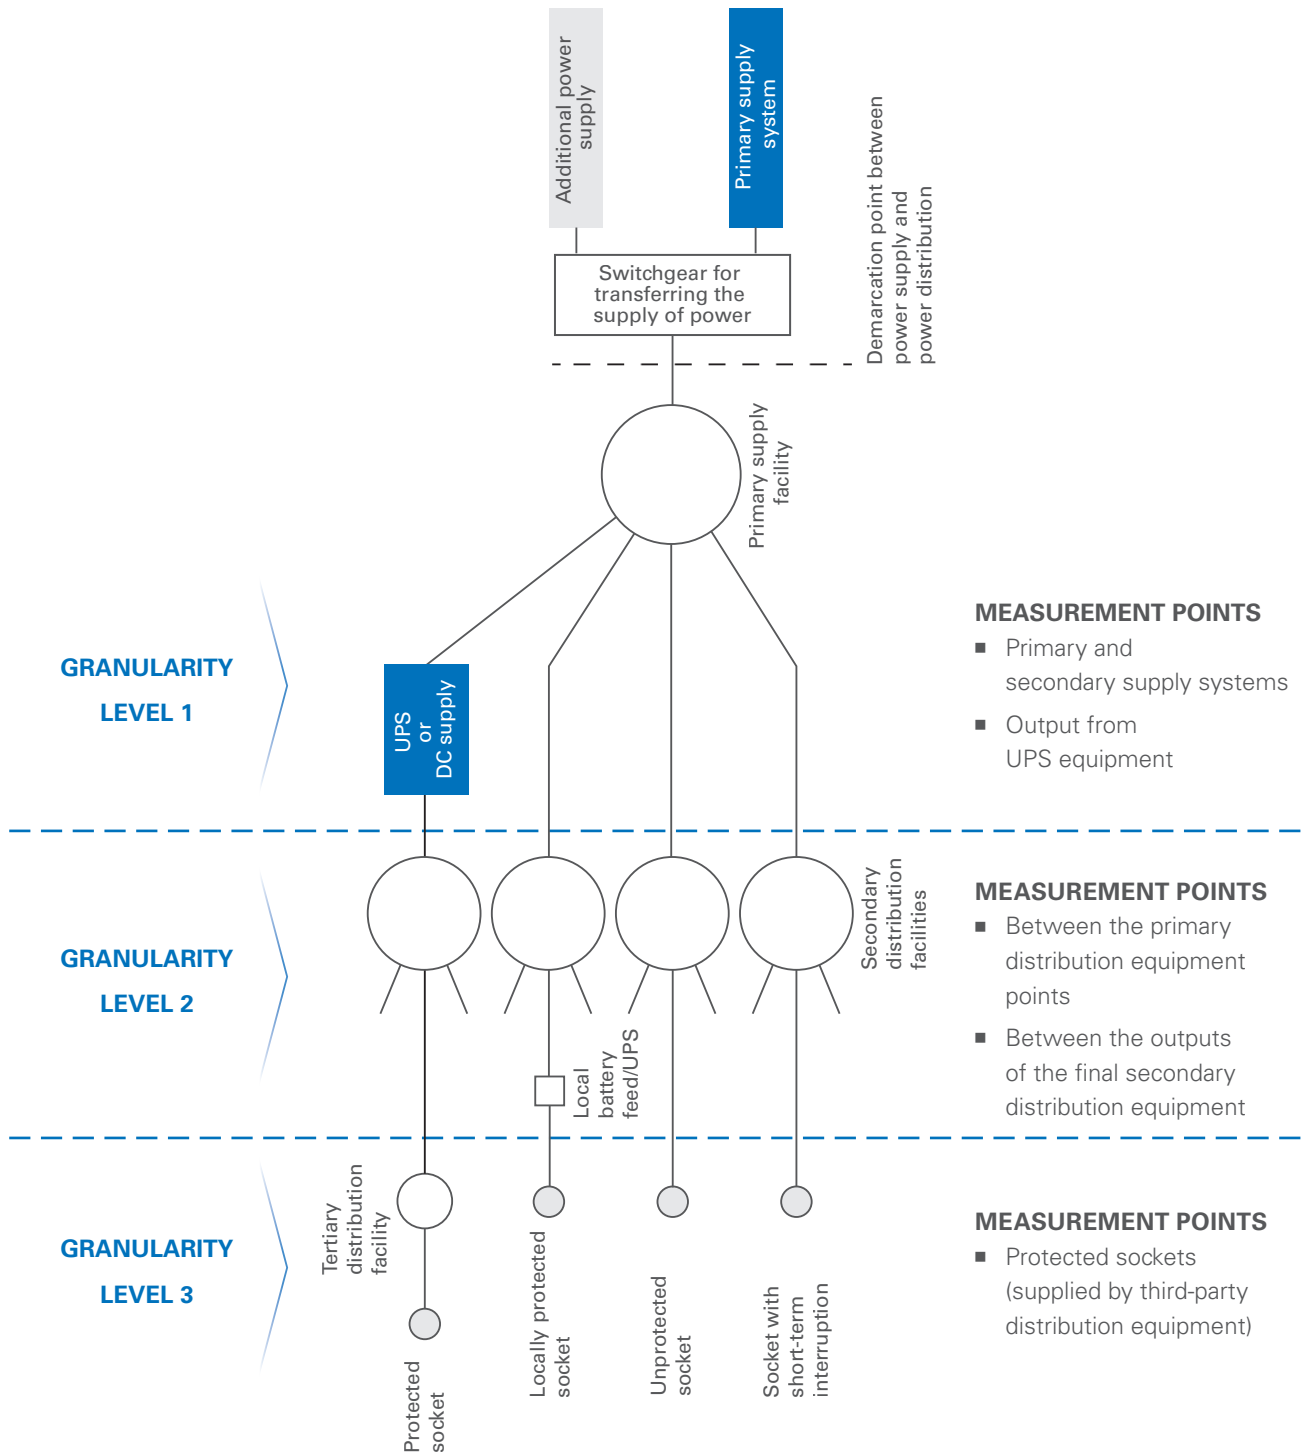 Additional power
supply
Primary supply
system
Demarcation point between
power supply and
power distribution
Switchgear for
transferring the
supply of power
Primary supply
facility
GRANULARITY
LEVEL 1
UPS
or
DC supply
MEASUREMENT POINTS
■ Primary and
secondary supply systems
■ Output from
UPS equipment
GRANULARITY
LEVEL 2
Secondary
distribution
facilities
Local
battery
feed/UPS
MEASUREMENT POINTS
■ Between the primary
distribution equipment
points
■ Between the outputs
of the final secondary
distribution equipment
GRANULARITY
LEVEL 3
Tertiary
distribution
facility
Protected
socket
Locally protected
socket
Unprotected
socket
Socket with
short-term
interruption
MEASUREMENT POINTS
■ Protected sockets
(supplied by third-party
distribution equipment)